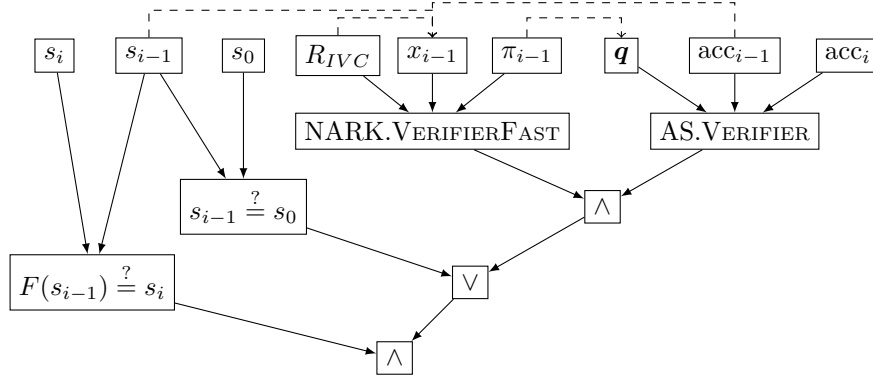 s_i s_{i-1} s_0 R_{IVC} x_{i-1} π_{i-1} q acc_{i-1} acc_i
NARK.VERIFIERFAST AS.VERIFIER
s_{i-1} ≟ s_0 ∧
F(s_{i-1}) ≟ s_i ∨
∧